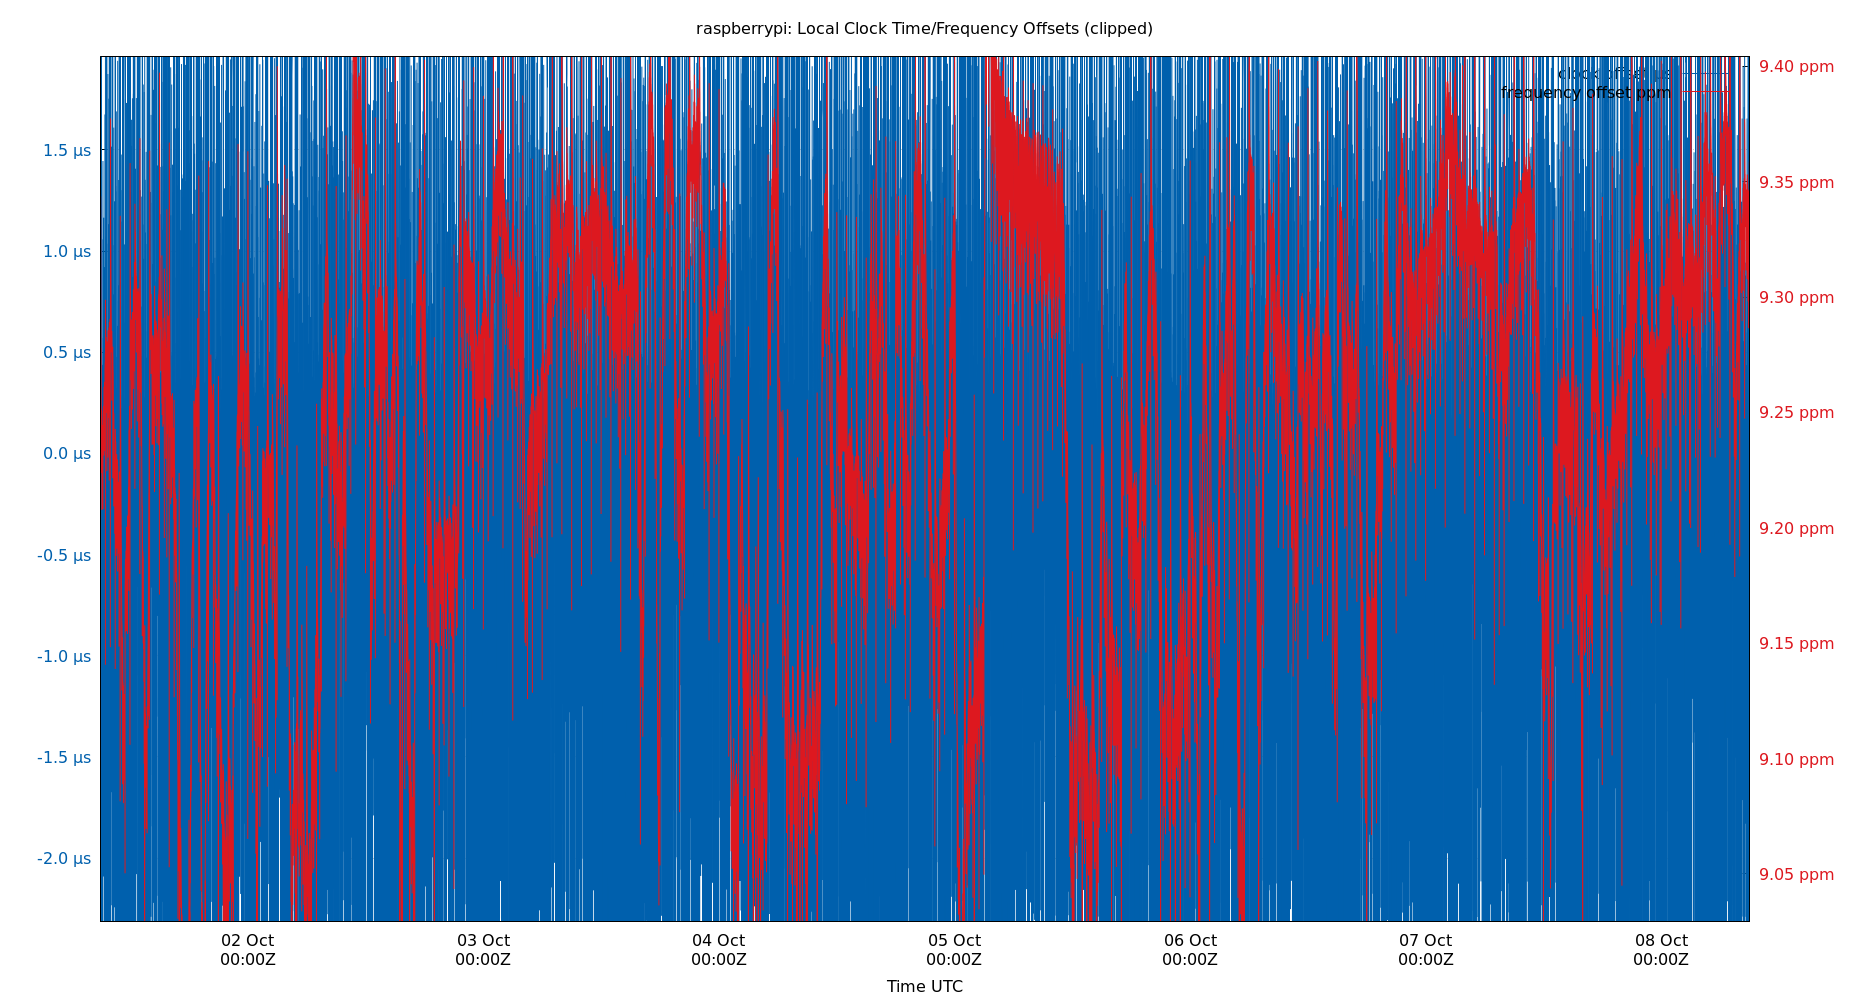 raspberrypi: Local Clock Time/Frequency Offsets (clipped)
clock offset µs
frequency offset ppm
1.5 µs
1.0 µs
0.5 µs
0.0 µs
-0.5 µs
-1.0 µs
-1.5 µs
-2.0 µs
9.40 ppm
9.35 ppm
9.30 ppm
9.25 ppm
9.20 ppm
9.15 ppm
9.10 ppm
9.05 ppm
02 Oct 03 Oct 04 Oct 05 Oct 06 Oct 07 Oct 08 Oct
00:00Z 00:00Z 00:00Z 00:00Z 00:00Z 00:00Z 00:00Z
Time UTC